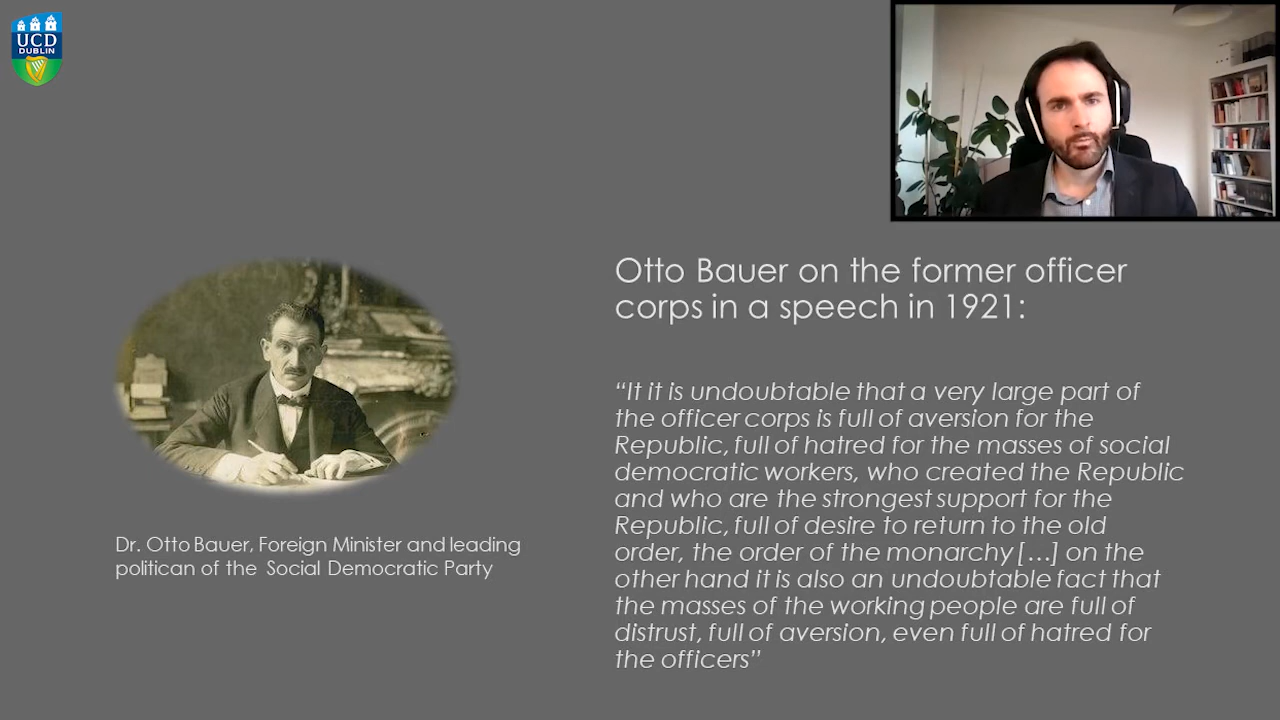 UCD
DUBLIN
Otto Bauer on the former officer
corps in a speech in 1921:
“It it is undoubtable that a very large part of
the officer corps is full of aversion for the
Republic, full of hatred for the masses of social
democratic workers, who created the Republic
and who are the strongest support for the
Republic, full of desire to return to the old
order, the order of the monarchy […] on the
other hand it is also an undoubtable fact that
the masses of the working people are full of
distrust, full of aversion, even full of hatred for
the officers”
Dr. Otto Bauer, Foreign Minister and leading
politican of the Social Democratic Party